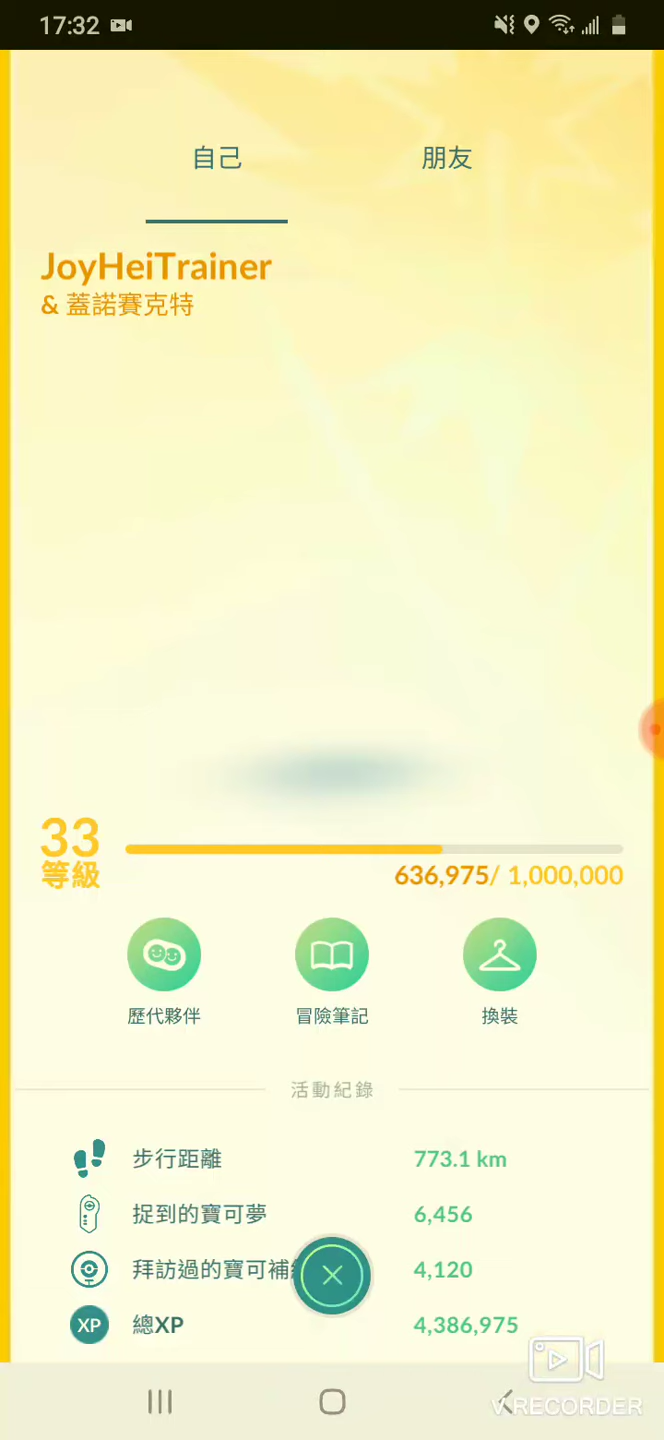 17:32
自己
朋友
JoyHeiTrainer
& 蓋諾賽克特
33
等級
636,975/ 1,000,000
歷代夥伴
冒險筆記
換裝
活動紀錄
步行距離 773.1 km
捉到的寶可夢 6,456
拜訪過的寶可補 4,120
XP 總XP 4,386,975
V RECORDER